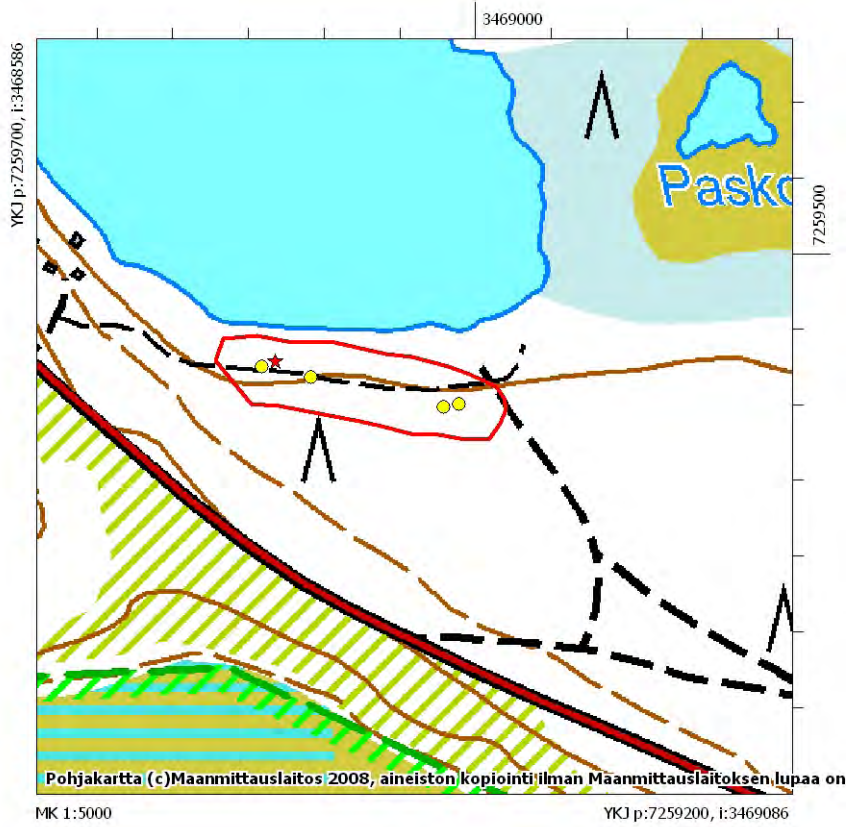 3469000
YKJ p:7259700, i:3468586
Pasko
7259500
Pohjakartta (c)Maanmittauslaitos 2008, aineiston kopiointi ilman Maanmittauslaitoksen lupaa on
MK 1:5000
YKJ p:7259200, i:3469086